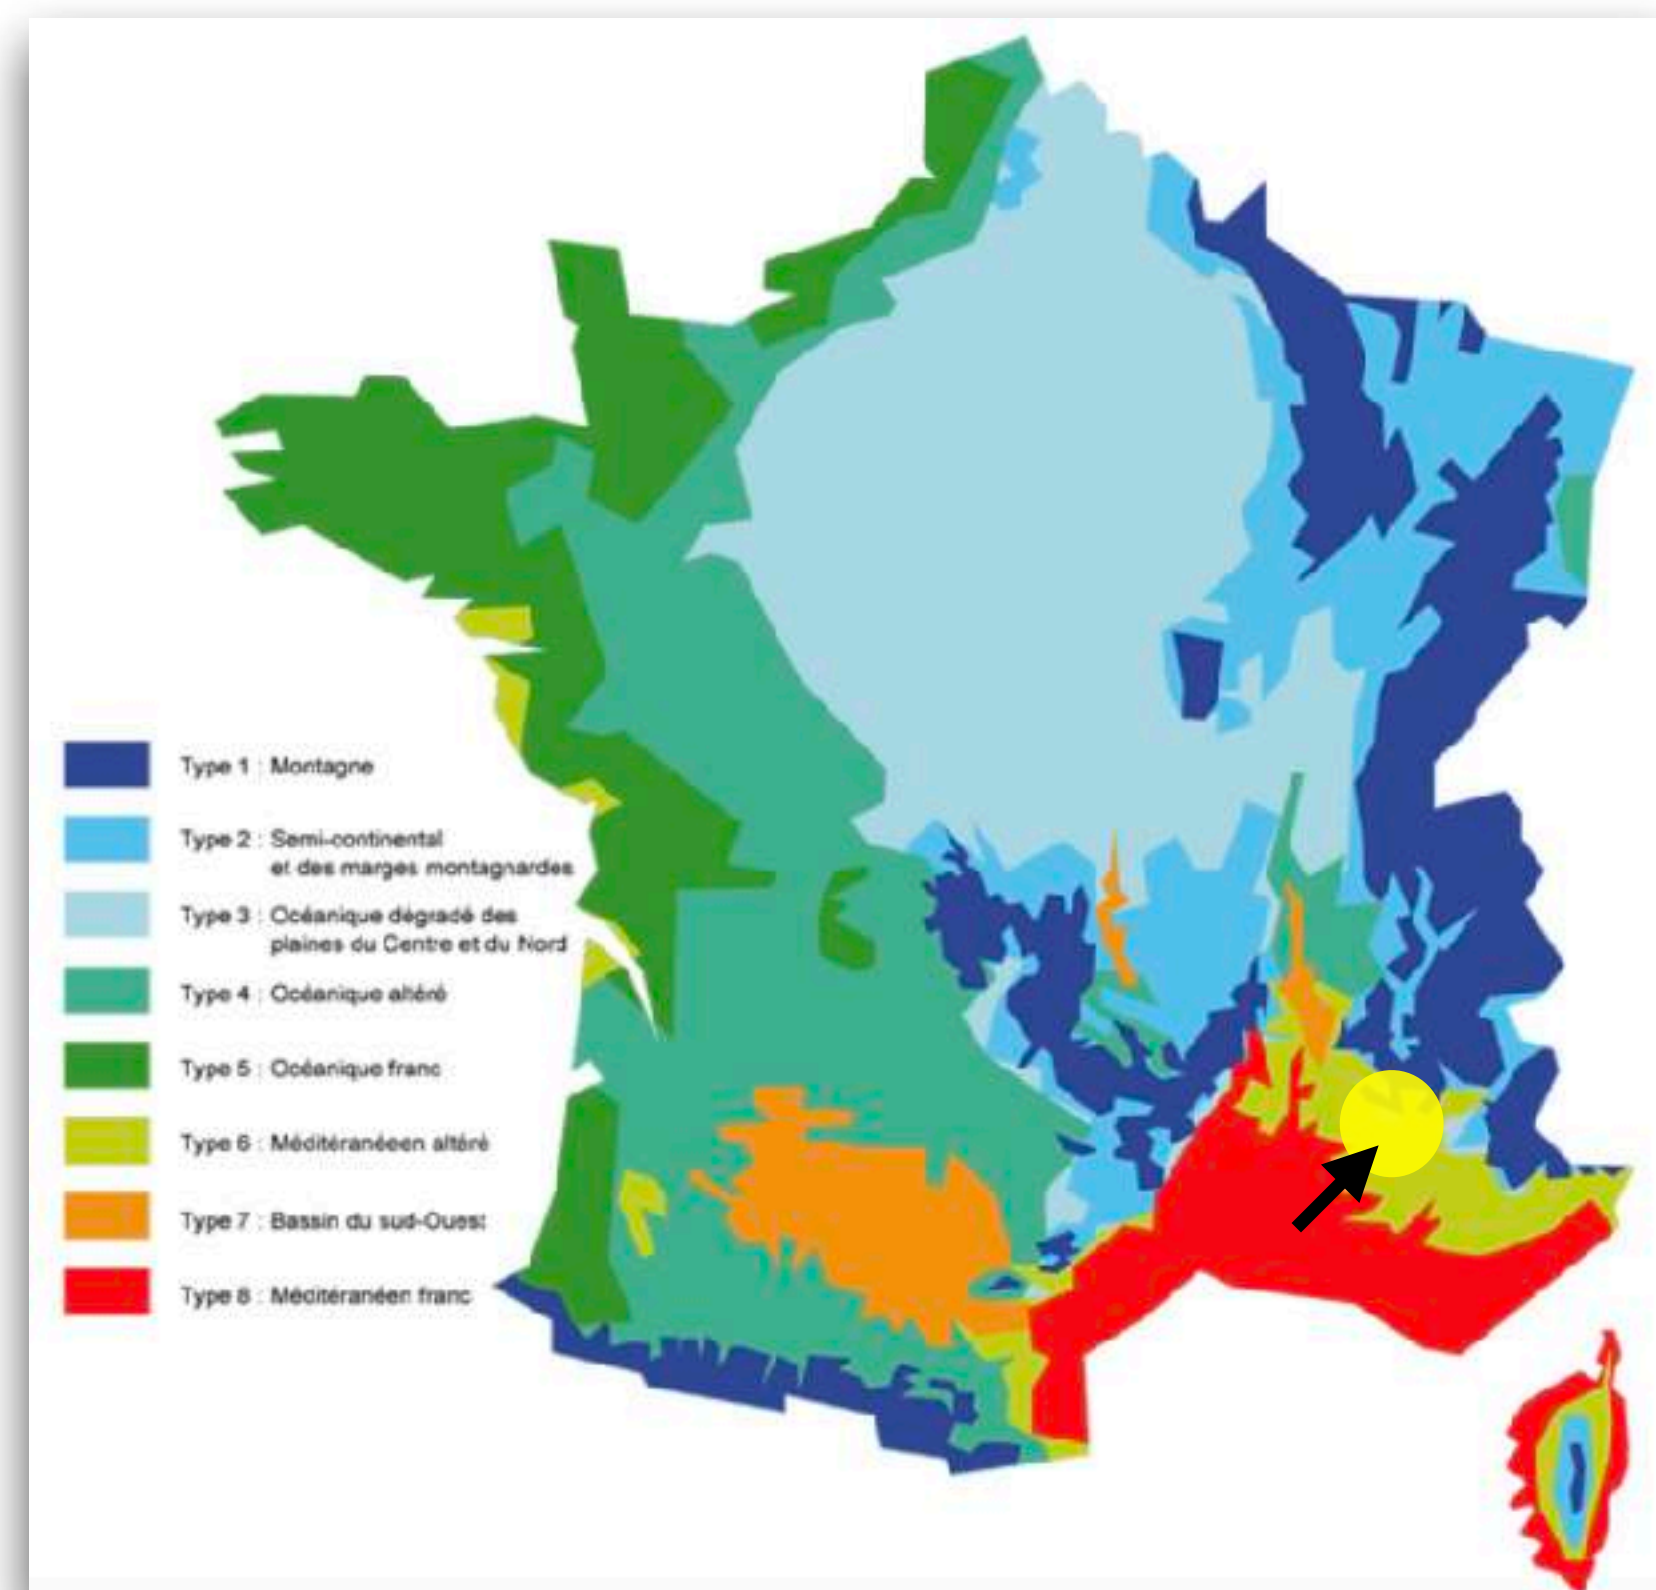 Type 1 : Montagne
Type 2 : Semi-continental
et des marges montagnardes
Type 3 : Océanique dégradé des
plaines du Centre et du Nord
Type 4 : Océanique altéré
Type 5 : Océanique franc
Type 6 : Méditéranéeen altéré
Type 7 : Bassin du sud-Ouest
Type 8 : Méditéranéen franc